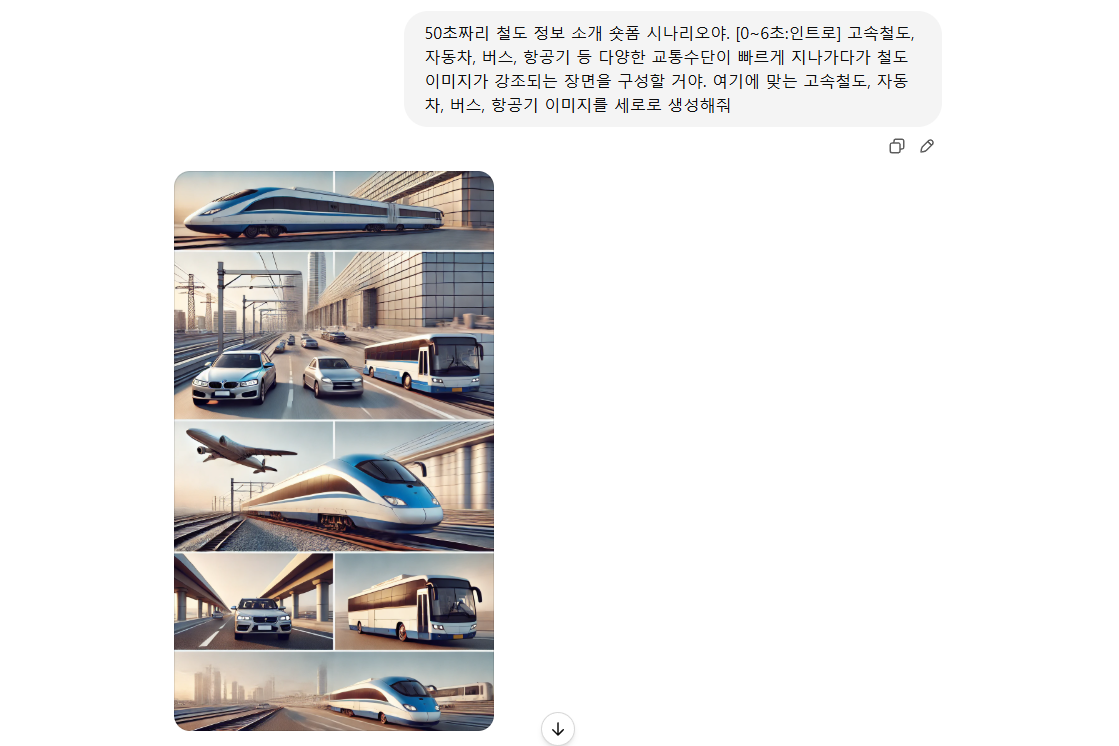 50초짜리 철도 정보 소개 숏폼 시나리오야. [0~6초:인트로] 고속철도,
자동차, 버스, 항공기 등 다양한 교통수단이 빠르게 지나가다가 철도
이미지가 강조되는 장면을 구성할 거야. 여기에 맞는 고속철도, 자동
차, 버스, 항공기 이미지를 세로로 생성해줘